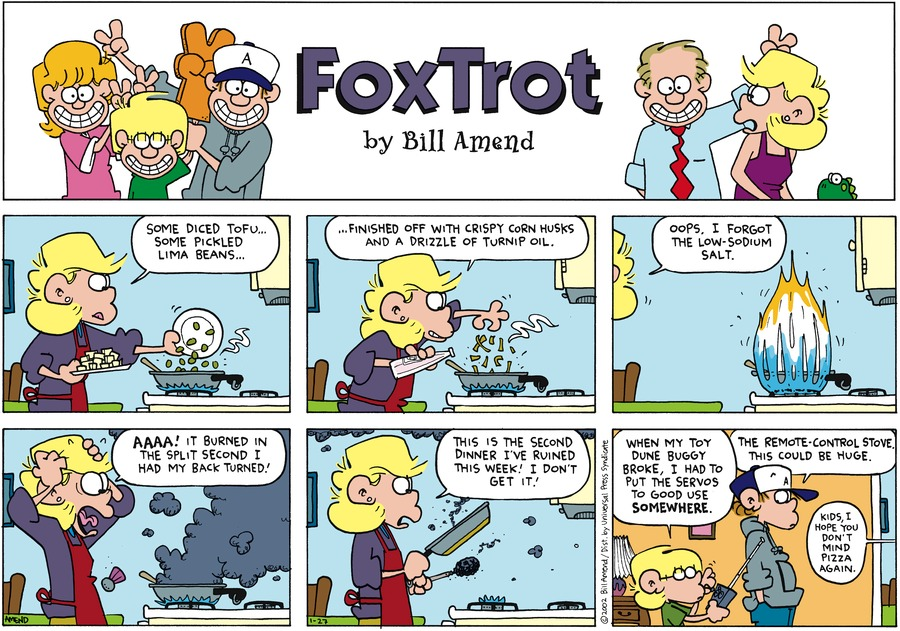 A
FOXTROT
by Bill Amend
SOME DICED TOFU...
SOME PICKLED
LIMA BEANS...
...FINISHED OFF WITH CRISPY CORN HUSKS
AND A DRIZZLE OF TURNIP OIL.
OOPS, I FORGOT
THE LOW-SODIUM
SALT.
AAAA! IT BURNED IN
THE SPLIT SECOND I
HAD MY BACK TURNED!
AMEND
THIS IS THE SECOND
DINNER I'VE RUINED
THIS WEEK! I DON'T
GET IT!
1-27
©2002 Bill Amend/Dist. by Universal Press Syndicate
WHEN MY TOY
DUNE BUGGY
BROKE, I HAD TO
PUT THE SERVOS
TO GOOD USE
SOMEWHERE.
THE REMOTE-CONTROL STOVE.
THIS COULD BE HUGE.
A
KIDS, I
HOPE YOU
DON'T
MIND
PIZZA
AGAIN.